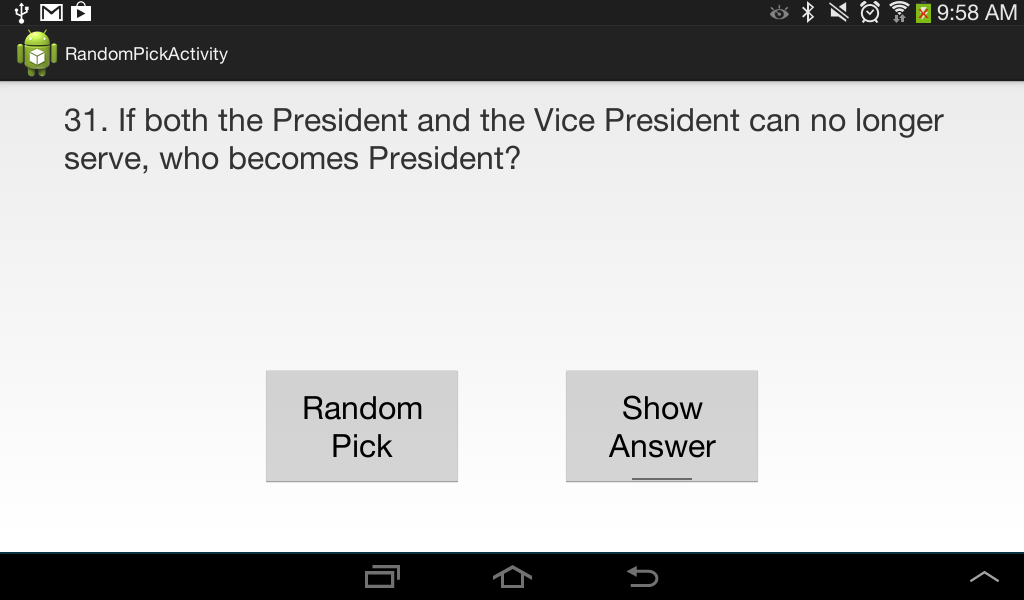 9:58 AM
RandomPickActivity
31. If both the President and the Vice President can no longer
serve, who becomes President?
Random
Pick
Show
Answer